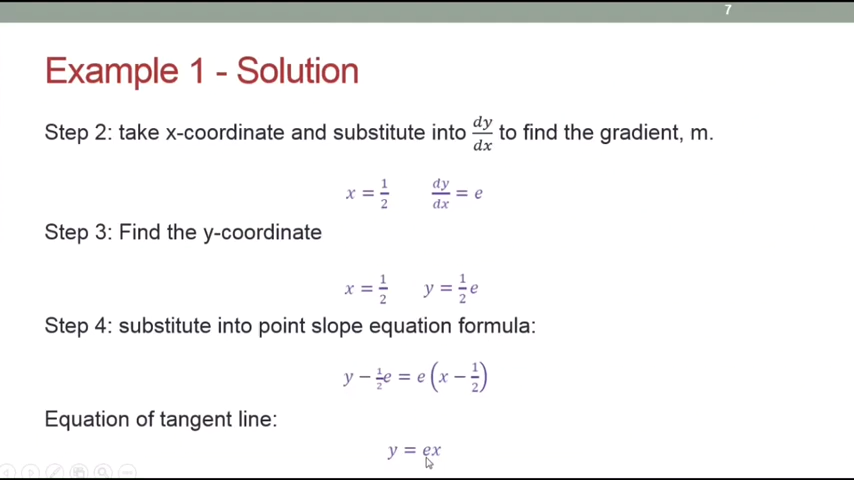 7
Example 1 - Solution
Step 2: take x-coordinate and substitute into dy/dx to find the gradient, m.
x = 1/2 dy/dx = e
Step 3: Find the y-coordinate
x = 1/2 y = 1/2 e
Step 4: substitute into point slope equation formula:
y − 1/2 e = e (x − 1/2)
Equation of tangent line:
y = ex